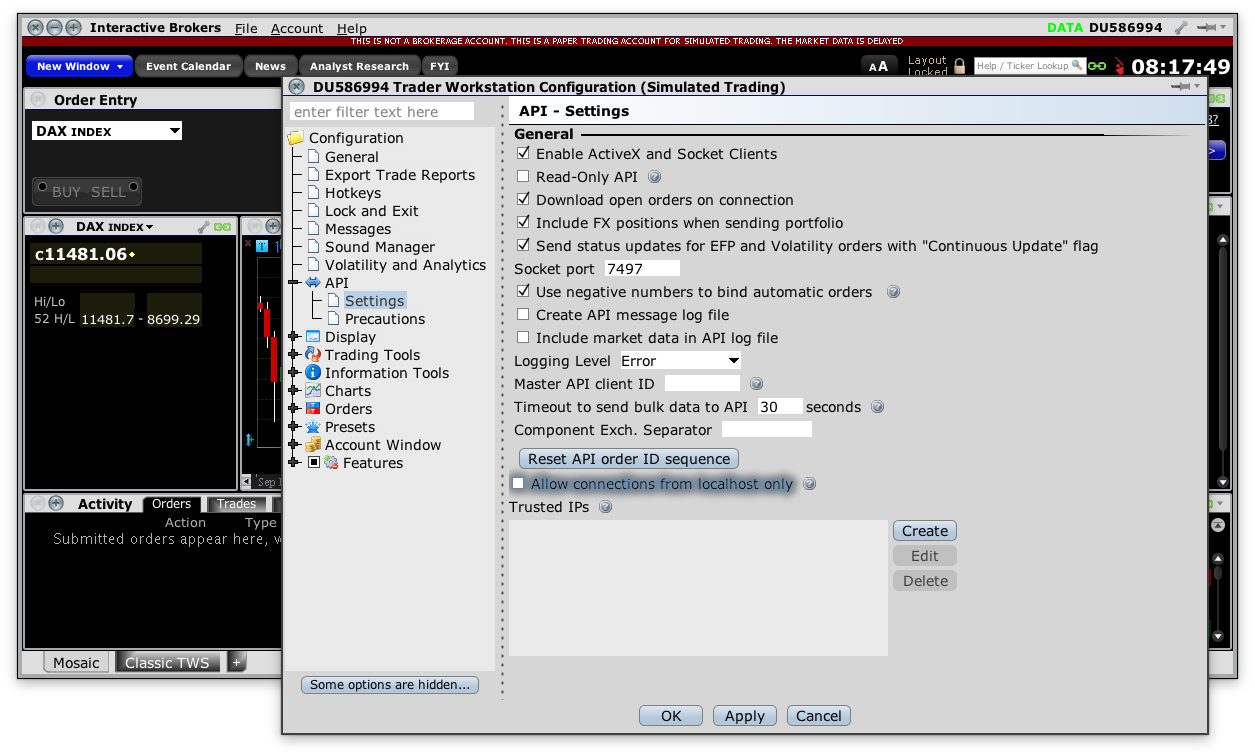 Interactive Brokers File Account Help DATA DU586994
THIS IS NOT A BROKERAGE ACCOUNT. THIS IS A PAPER TRADING ACCOUNT FOR SIMULATED TRADING. THE MARKET DATA IS DELAYED
New Window Event Calendar News Analyst Research FYI AA Layout Locked Help / Ticker Lookup 08:17:49
Order Entry
DAX INDEX
BUY SELL
DAX INDEX
c11481.06
Hi/Lo
52 H/L 11481.7 - 8699.29
T
'Sep 1
Activity Orders Trades
Action Type
Submitted orders appear here,
Mosaic Classic TWS +
DU586994 Trader Workstation Configuration (Simulated Trading)
enter filter text here
Configuration
General
Export Trade Reports
Hotkeys
Lock and Exit
Messages
Sound Manager
Volatility and Analytics
API
Settings
Precautions
Display
Trading Tools
Information Tools
Charts
Orders
Presets
Account Window
Features
Some options are hidden...
API - Settings
General
Enable ActiveX and Socket Clients
Read-Only API ?
Download open orders on connection
Include FX positions when sending portfolio
Send status updates for EFP and Volatility orders with "Continuous Update" flag
Socket port 7497
Use negative numbers to bind automatic orders ?
Create API message log file
Include market data in API log file
Logging Level Error
Master API client ID ?
Timeout to send bulk data to API 30 seconds ?
Component Exch. Separator
Reset API order ID sequence
Allow connections from localhost only ?
Trusted IPs ?
Create
Edit
Delete
OK Apply Cancel